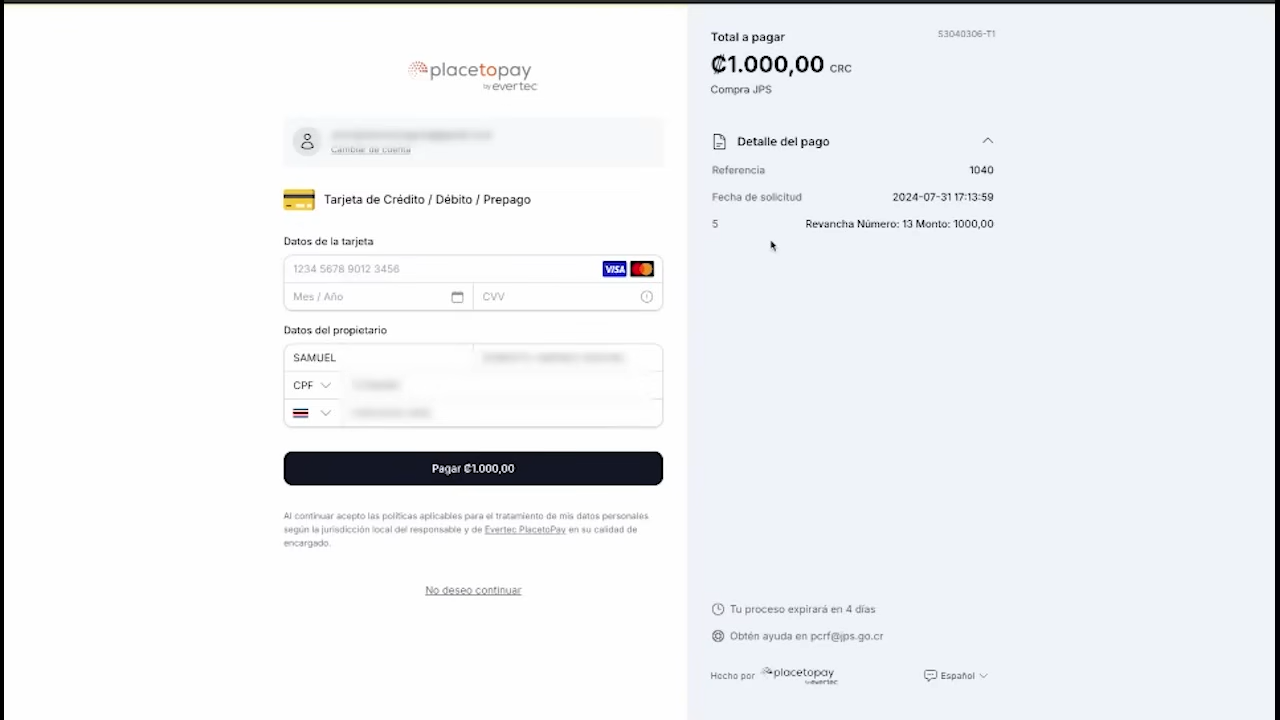 placetopay
by evertec
Cambiar de cuenta
Tarjeta de Crédito / Débito / Prepago
Datos de la tarjeta
1234 5678 9012 3456
VISA
Mes / Año
CVV
Datos del propietario
SAMUEL
CPF
Pagar ₡1.000,00
Al continuar acepto las políticas aplicables para el tratamiento de mis datos personales
según la jurisdicción local del responsable y de Evertec PlacetoPay en su calidad de
encargado.
No deseo continuar
Total a pagar
S3040306-T1
₡1.000,00 CRC
Compra JPS
Detalle del pago
Referencia 1040
Fecha de solicitud 2024-07-31 17:13:59
5 Revancha Número: 13 Monto: 1000,00
Tu proceso expirará en 4 días
Obtén ayuda en pcrf@jps.go.cr
Hecho por placetopay
by evertec
Español